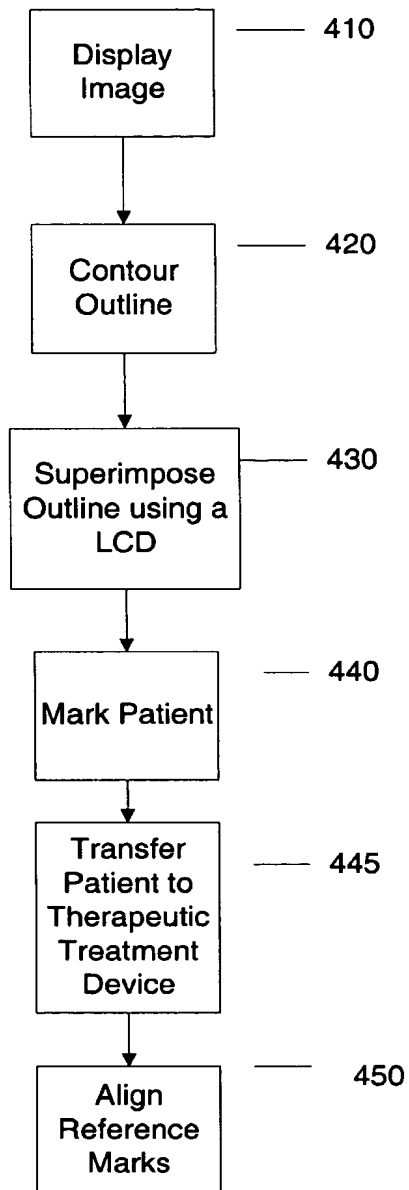 Display
Image
410
Contour
Outline
420
Superimpose
Outline using a
LCD
430
Mark Patient
440
Transfer
Patient to
Therapeutic
Treatment
Device
445
Align
Reference
Marks
450